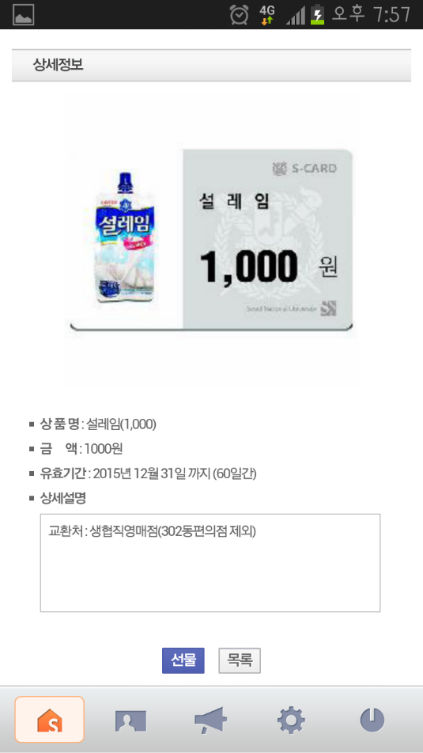 4G 오후 7:57
상세정보
S-CARD
설레임
설 레 임
1,000 원
Seoul National University
▪ 상 품 명 : 설레임(1,000)
▪ 금 액 : 1000원
▪ 유효기간 : 2015년 12월 31일 까지 (60일간)
▪ 상세설명
교환처 : 생협직영매점(302동편의점 제외)
선물 목록
S